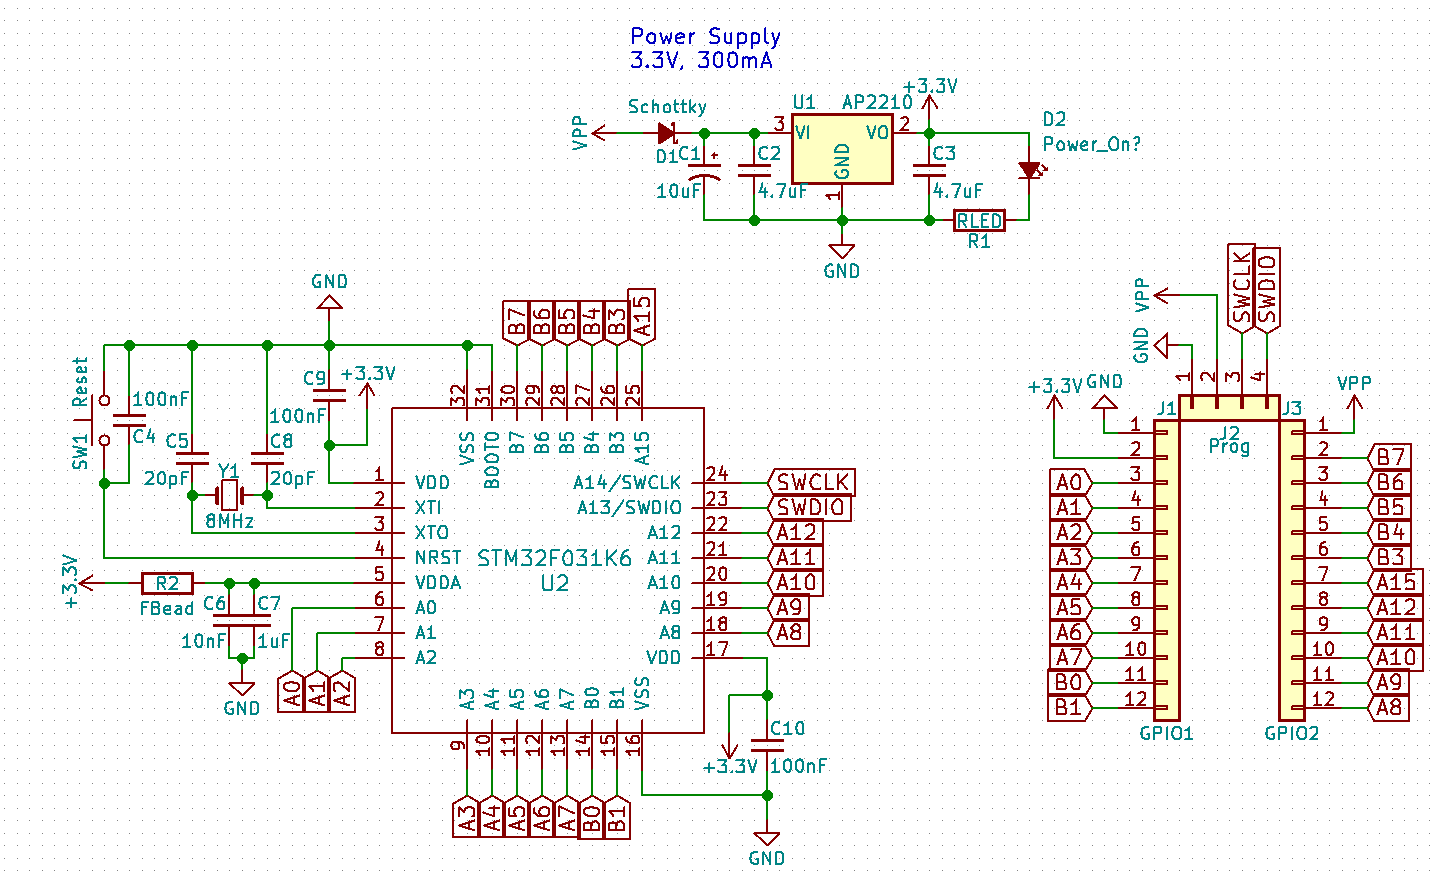 Power Supply
3.3V, 300mA
Schottky
VPP
D1
C1
+
10uF
C2
4.7uF
U1
AP2210
3
VI
VO
2
GND
1
+3.3V
C3
4.7uF
D2
Power_On?
RLED
R1
GND
GND
SW1
Reset
100nF
C4
C5
20pF
Y1
8MHz
C8
20pF
C9
100nF
+3.3V
B7
B6
B5
B4
B3
A15
32
31
30
29
28
27
26
25
VSS
BOOT0
B7
B6
B5
B4
B3
A15
1
VDD
2
XTI
3
XTO
4
NRST
5
VDDA
6
A0
7
A1
8
A2
STM32F031K6
U2
A14/SWCLK
24
SWCLK
A13/SWDIO
23
SWDIO
A12
22
A12
A11
21
A11
A10
20
A10
A9
19
A9
A8
18
A8
VDD
17
+3.3V
R2
FBead
C6
10nF
C7
1uF
GND
A0
A1
A2
A3
A4
A5
A6
A7
B0
B1
VSS
9
10
11
12
13
14
15
16
A3
A4
A5
A6
A7
B0
B1
+3.3V
C10
100nF
GND
SWCLK
SWDIO
VPP
GND
1
2
3
4
J2
Prog
+3.3V
GND
J1
1
2
A0
3
A1
4
A2
5
A3
6
A4
7
A5
8
A6
9
A7
10
B0
11
B1
12
GPIO1
J3
VPP
1
2
B7
3
B6
4
B5
5
B4
6
B3
7
A15
8
A12
9
A11
10
A10
11
A9
12
A8
GPIO2